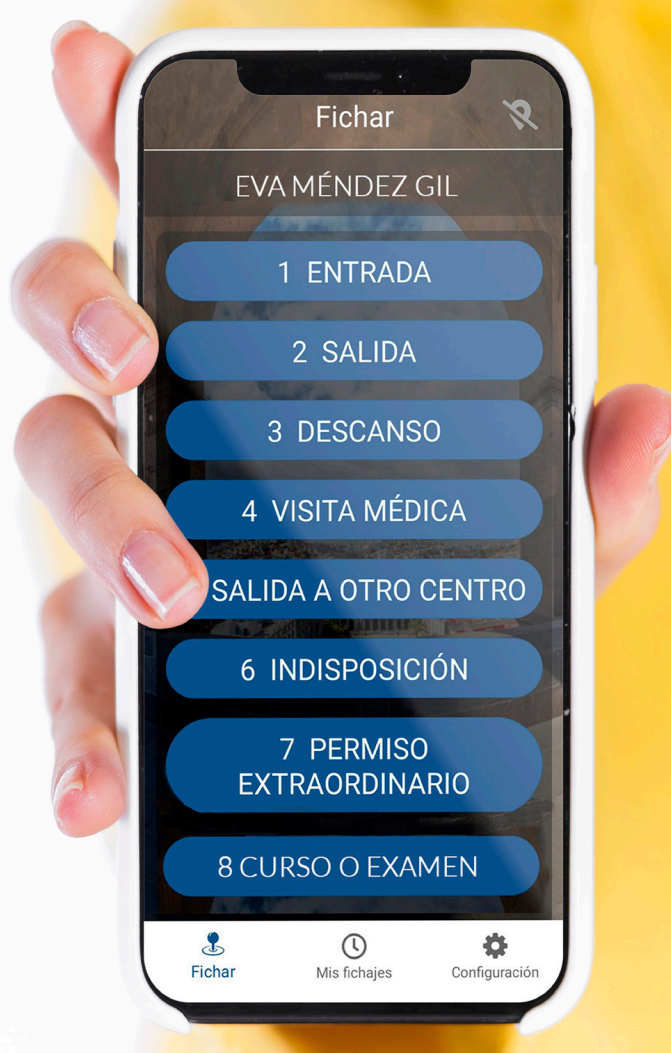 Fichar
EVA MÉNDEZ GIL
1 ENTRADA
2 SALIDA
3 DESCANSO
4 VISITA MÉDICA
SALIDA A OTRO CENTRO
6 INDISPOSICIÓN
7 PERMISO
EXTRAORDINARIO
8 CURSO O EXAMEN
Fichar
Mis fichajes
Configuración